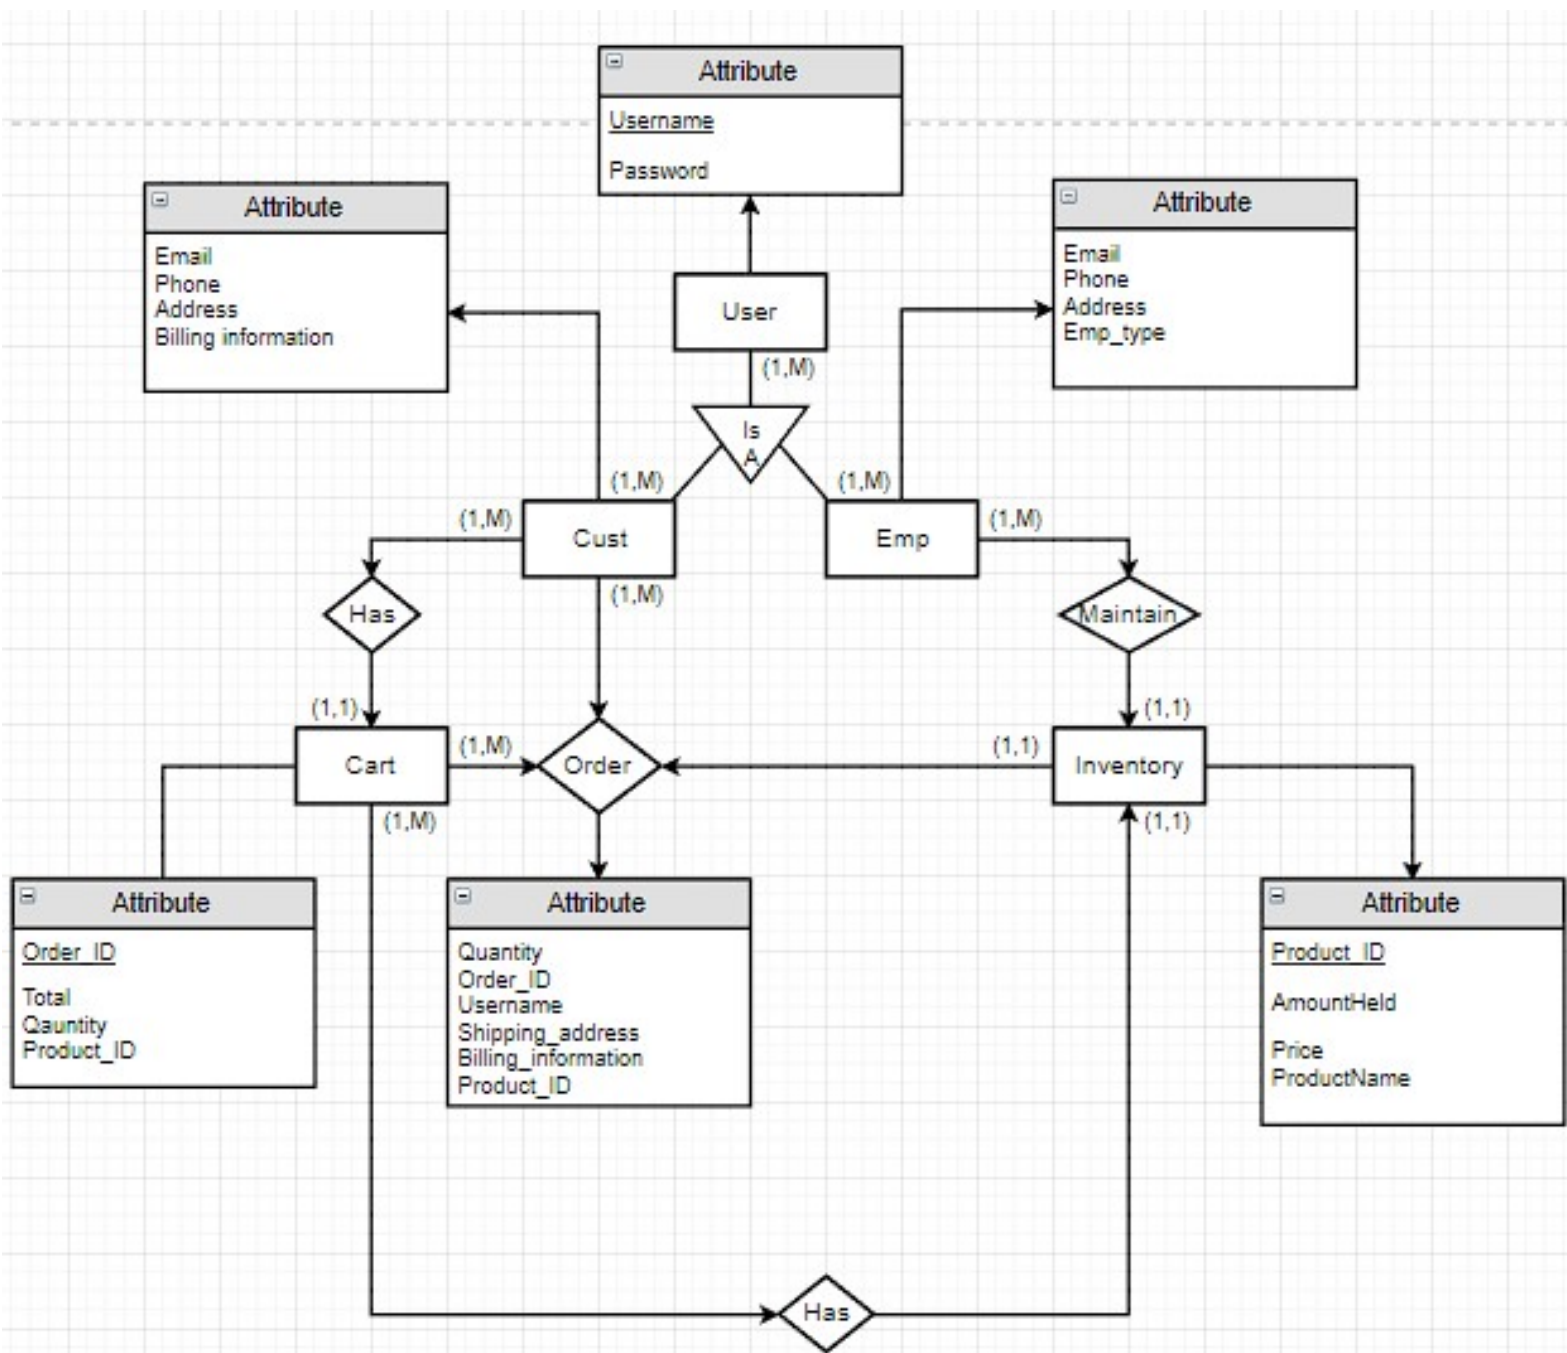 Attribute
Username
Password
Attribute
Email
Phone
Address
Billing information
Attribute
Email
Phone
Address
Emp_type
User
(1,M)
Is
A
(1,M)
(1,M)
(1,M)
Cust
Emp
(1,M)
(1,M)
Has
Maintain
(1,1)
(1,1)
Cart
(1,M)
Order
(1,1)
Inventory
(1,M)
(1,1)
Attribute
Order_ID
Total
Qauntity
Product_ID
Attribute
Quantity
Order_ID
Username
Shipping_address
Billing_information
Product_ID
Attribute
Product_ID
AmountHeld
Price
ProductName
Has